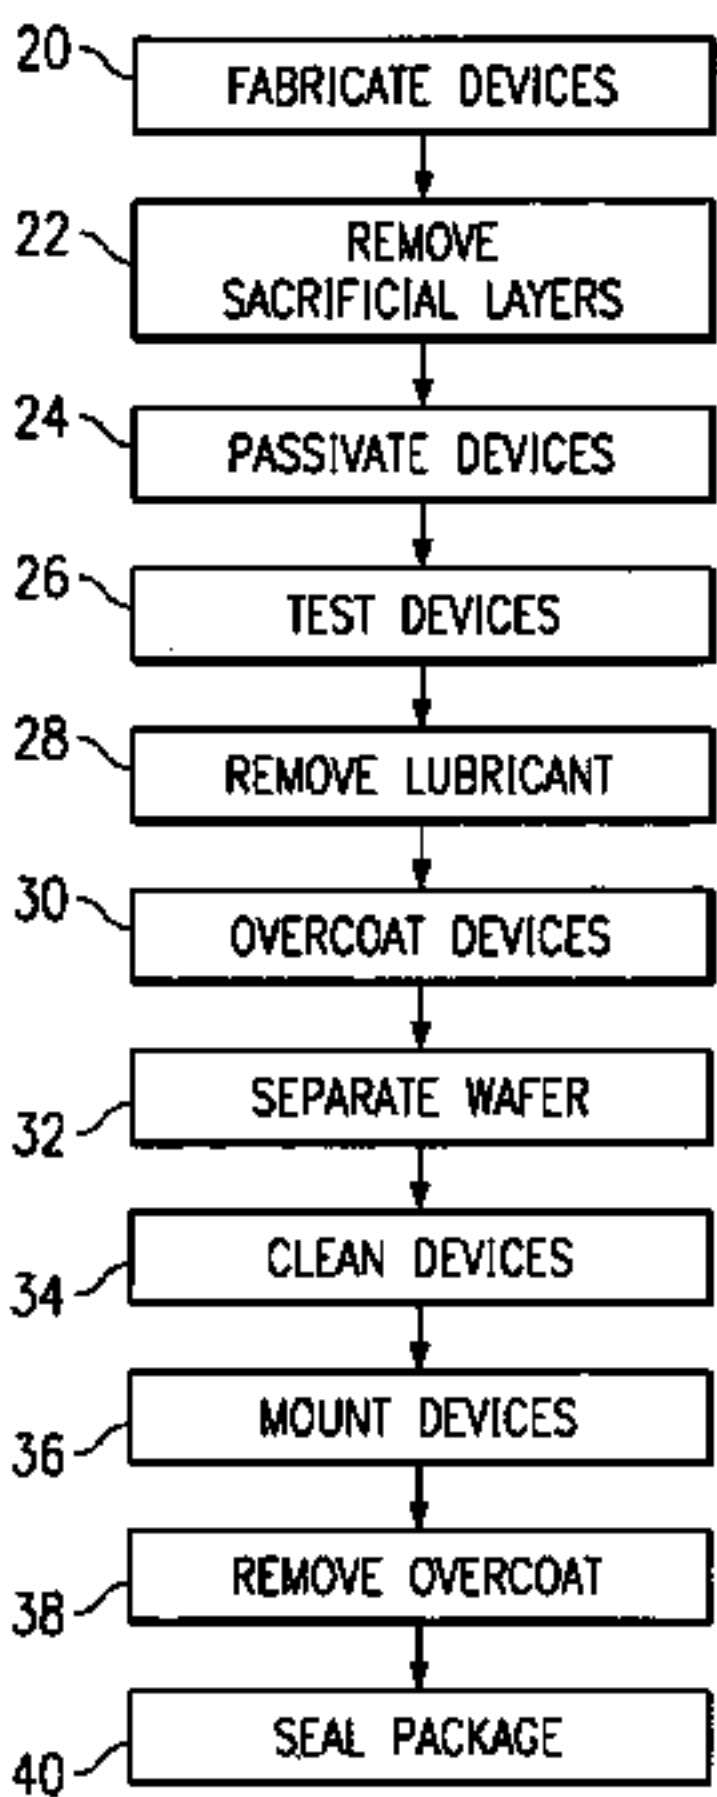 20
FABRICATE DEVICES
22
REMOVE
SACRIFICIAL LAYERS
24
PASSIVATE DEVICES
26
TEST DEVICES
28
REMOVE LUBRICANT
30
OVERCOAT DEVICES
32
SEPARATE WAFER
34
CLEAN DEVICES
36
MOUNT DEVICES
38
REMOVE OVERCOAT
40
SEAL PACKAGE